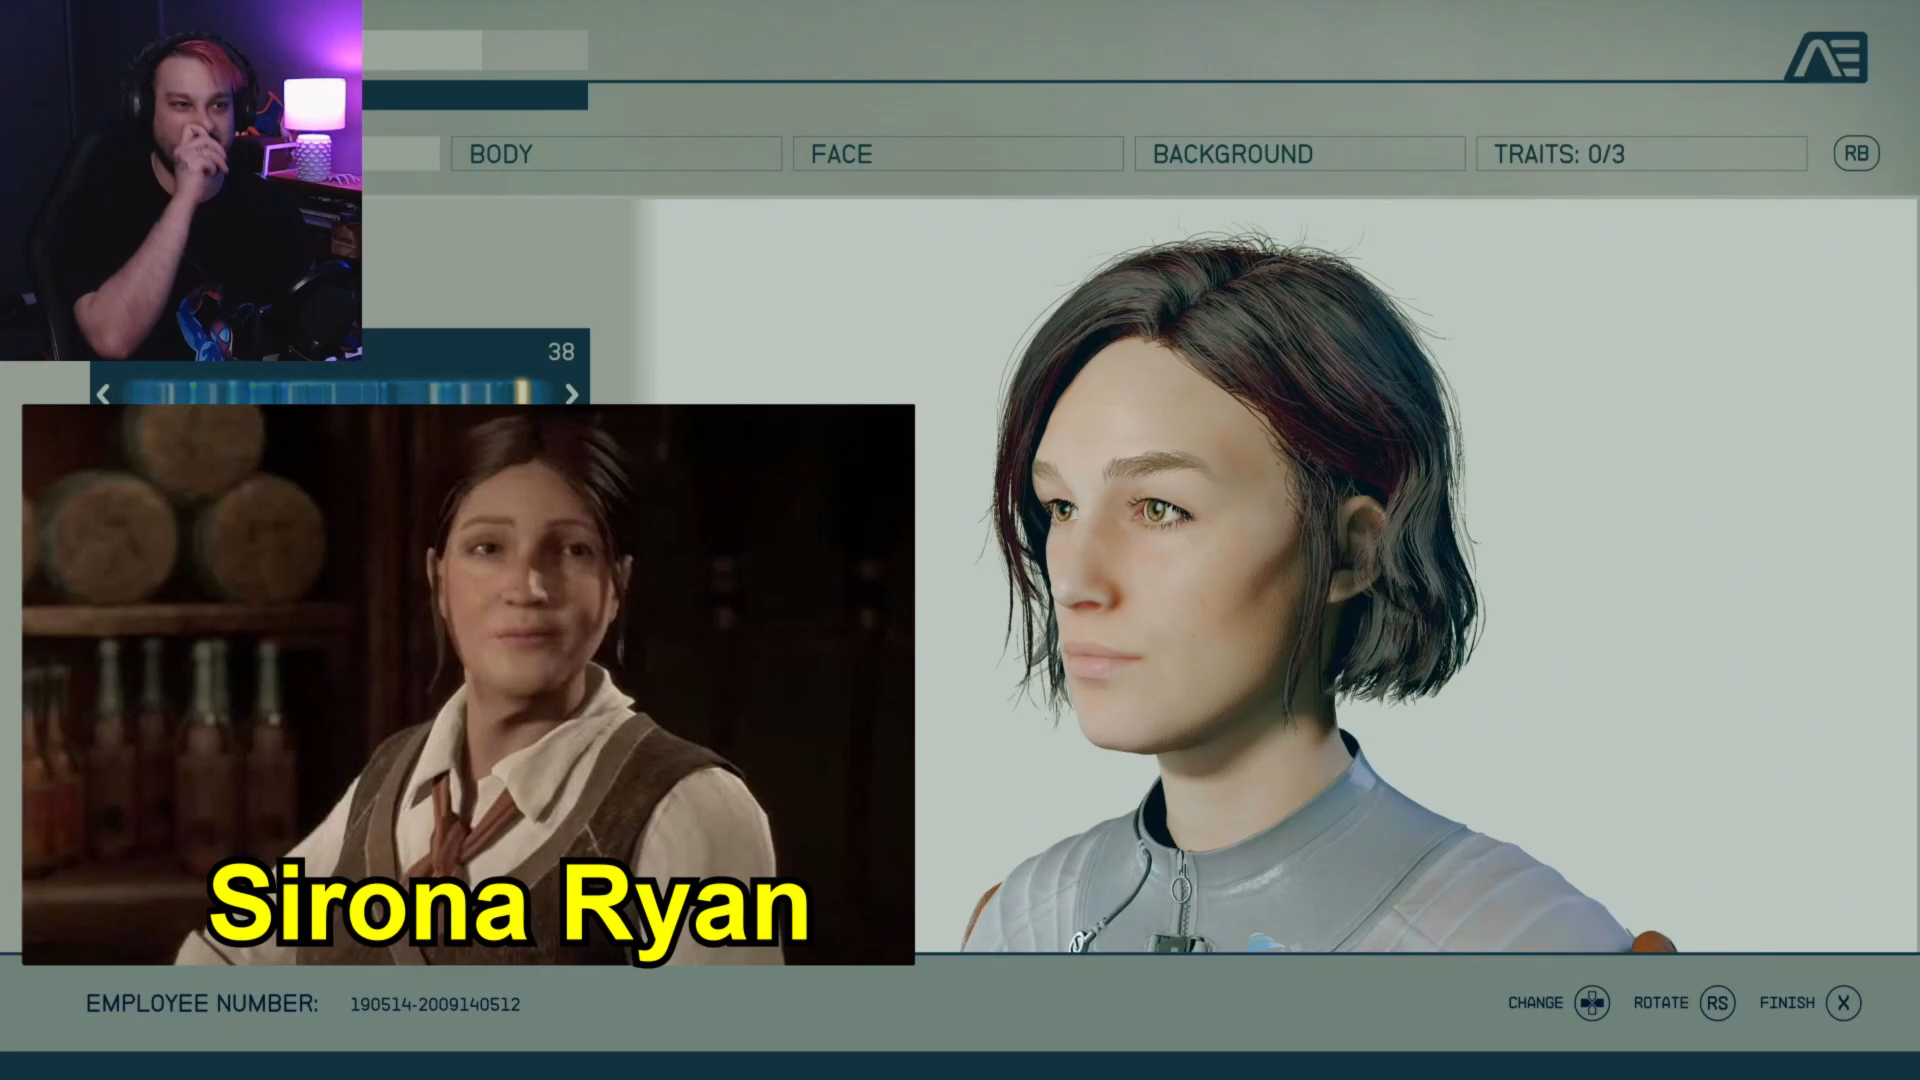 BODY
FACE
BACKGROUND
TRAITS: 0/3
RB
38
Sirona Ryan
EMPLOYEE NUMBER: 190514-2009140512
CHANGE
ROTATE RS
FINISH X